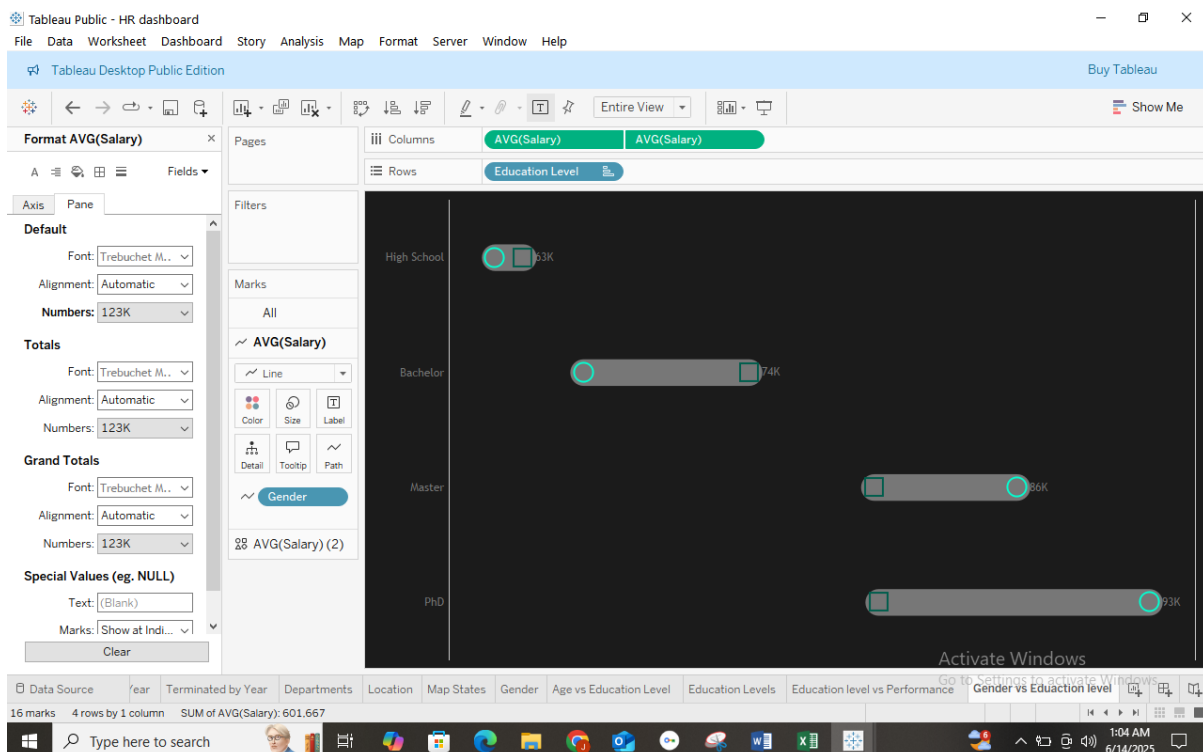 Tableau Public - HR dashboard
File Data Worksheet Dashboard Story Analysis Map Format Server Window Help
Tableau Desktop Public Edition
Buy Tableau
Entire View
Show Me
Format AVG(Salary)
Fields
Axis Pane
Default
Font: Trebuchet M..
Alignment: Automatic
Numbers: 123K
Totals
Font: Trebuchet M..
Alignment: Automatic
Numbers: 123K
Grand Totals
Font: Trebuchet M..
Alignment: Automatic
Numbers: 123K
Special Values (eg. NULL)
Text: (Blank)
Marks: Show at Indi...
Clear
Pages
Filters
Marks
All
AVG(Salary)
Line
Color Size Label
Detail Tooltip Path
Gender
AVG(Salary) (2)
Columns AVG(Salary) AVG(Salary)
Rows Education Level
High School 63K
Bachelor 74K
Master 86K
PhD 93K
Activate Windows
Go to Settings to activate Windows.
Data Source Year Terminated by Year Departments Location Map States Gender Age vs Education Level Education Levels Education level vs Performance Gender vs Eduaction level
16 marks 4 rows by 1 column SUM of AVG(Salary): 601,667
Type here to search
1:04 AM
6/14/2025